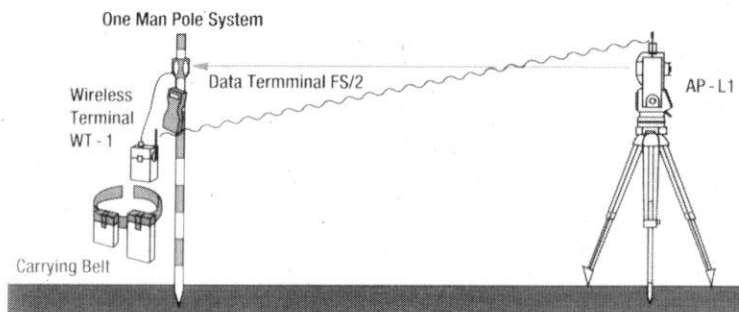 One Man Pole System
Data Termminal FS/2
AP - L1
Wireless
Terminal
WT - 1
Carrying Belt